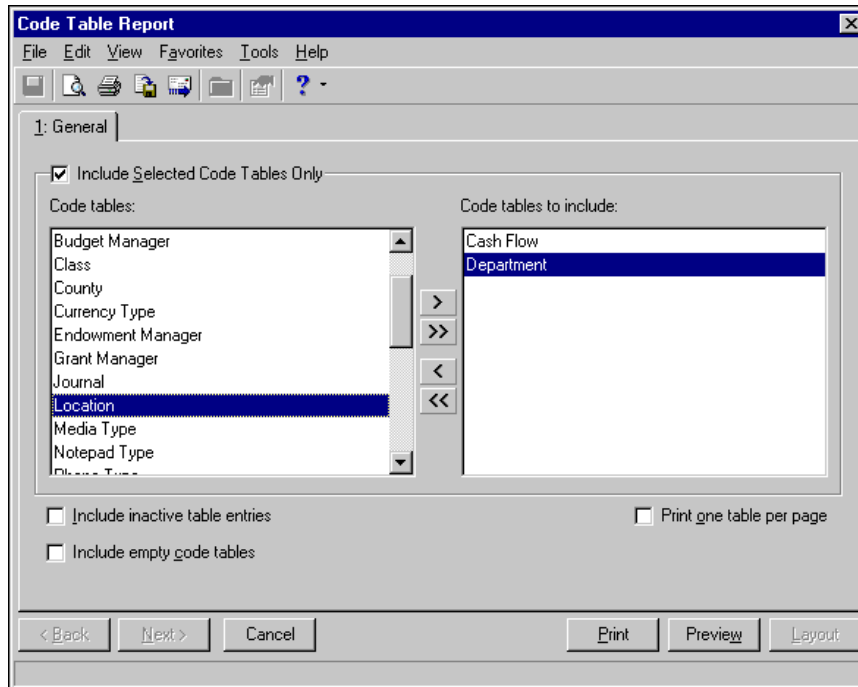 Code Table Report
File Edit View Favorites Tools Help
?
1: General
Include Selected Code Tables Only
Code tables:
Budget Manager
Class
County
Currency Type
Endowment Manager
Grant Manager
Journal
Location
Media Type
Notepad Type
Phone Type
>
>>
<
<<
Code tables to include:
Cash Flow
Department
Include inactive table entries
Print one table per page
Include empty code tables
< Back Next > Cancel Print Preview Layout